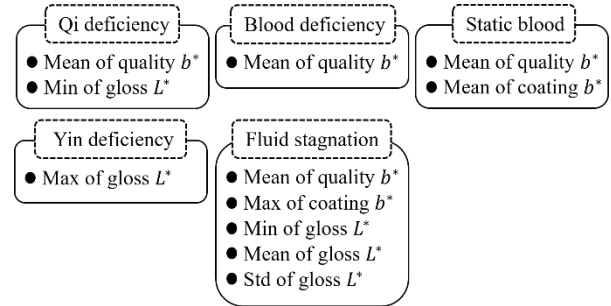 Qi deficiency
● Mean of quality b*
● Min of gloss L*
Blood deficiency
● Mean of quality b*
Static blood
● Mean of quality b*
● Mean of coating b*
Yin deficiency
● Max of gloss L*
Fluid stagnation
● Mean of quality b*
● Max of coating b*
● Min of gloss L*
● Mean of gloss L*
● Std of gloss L*